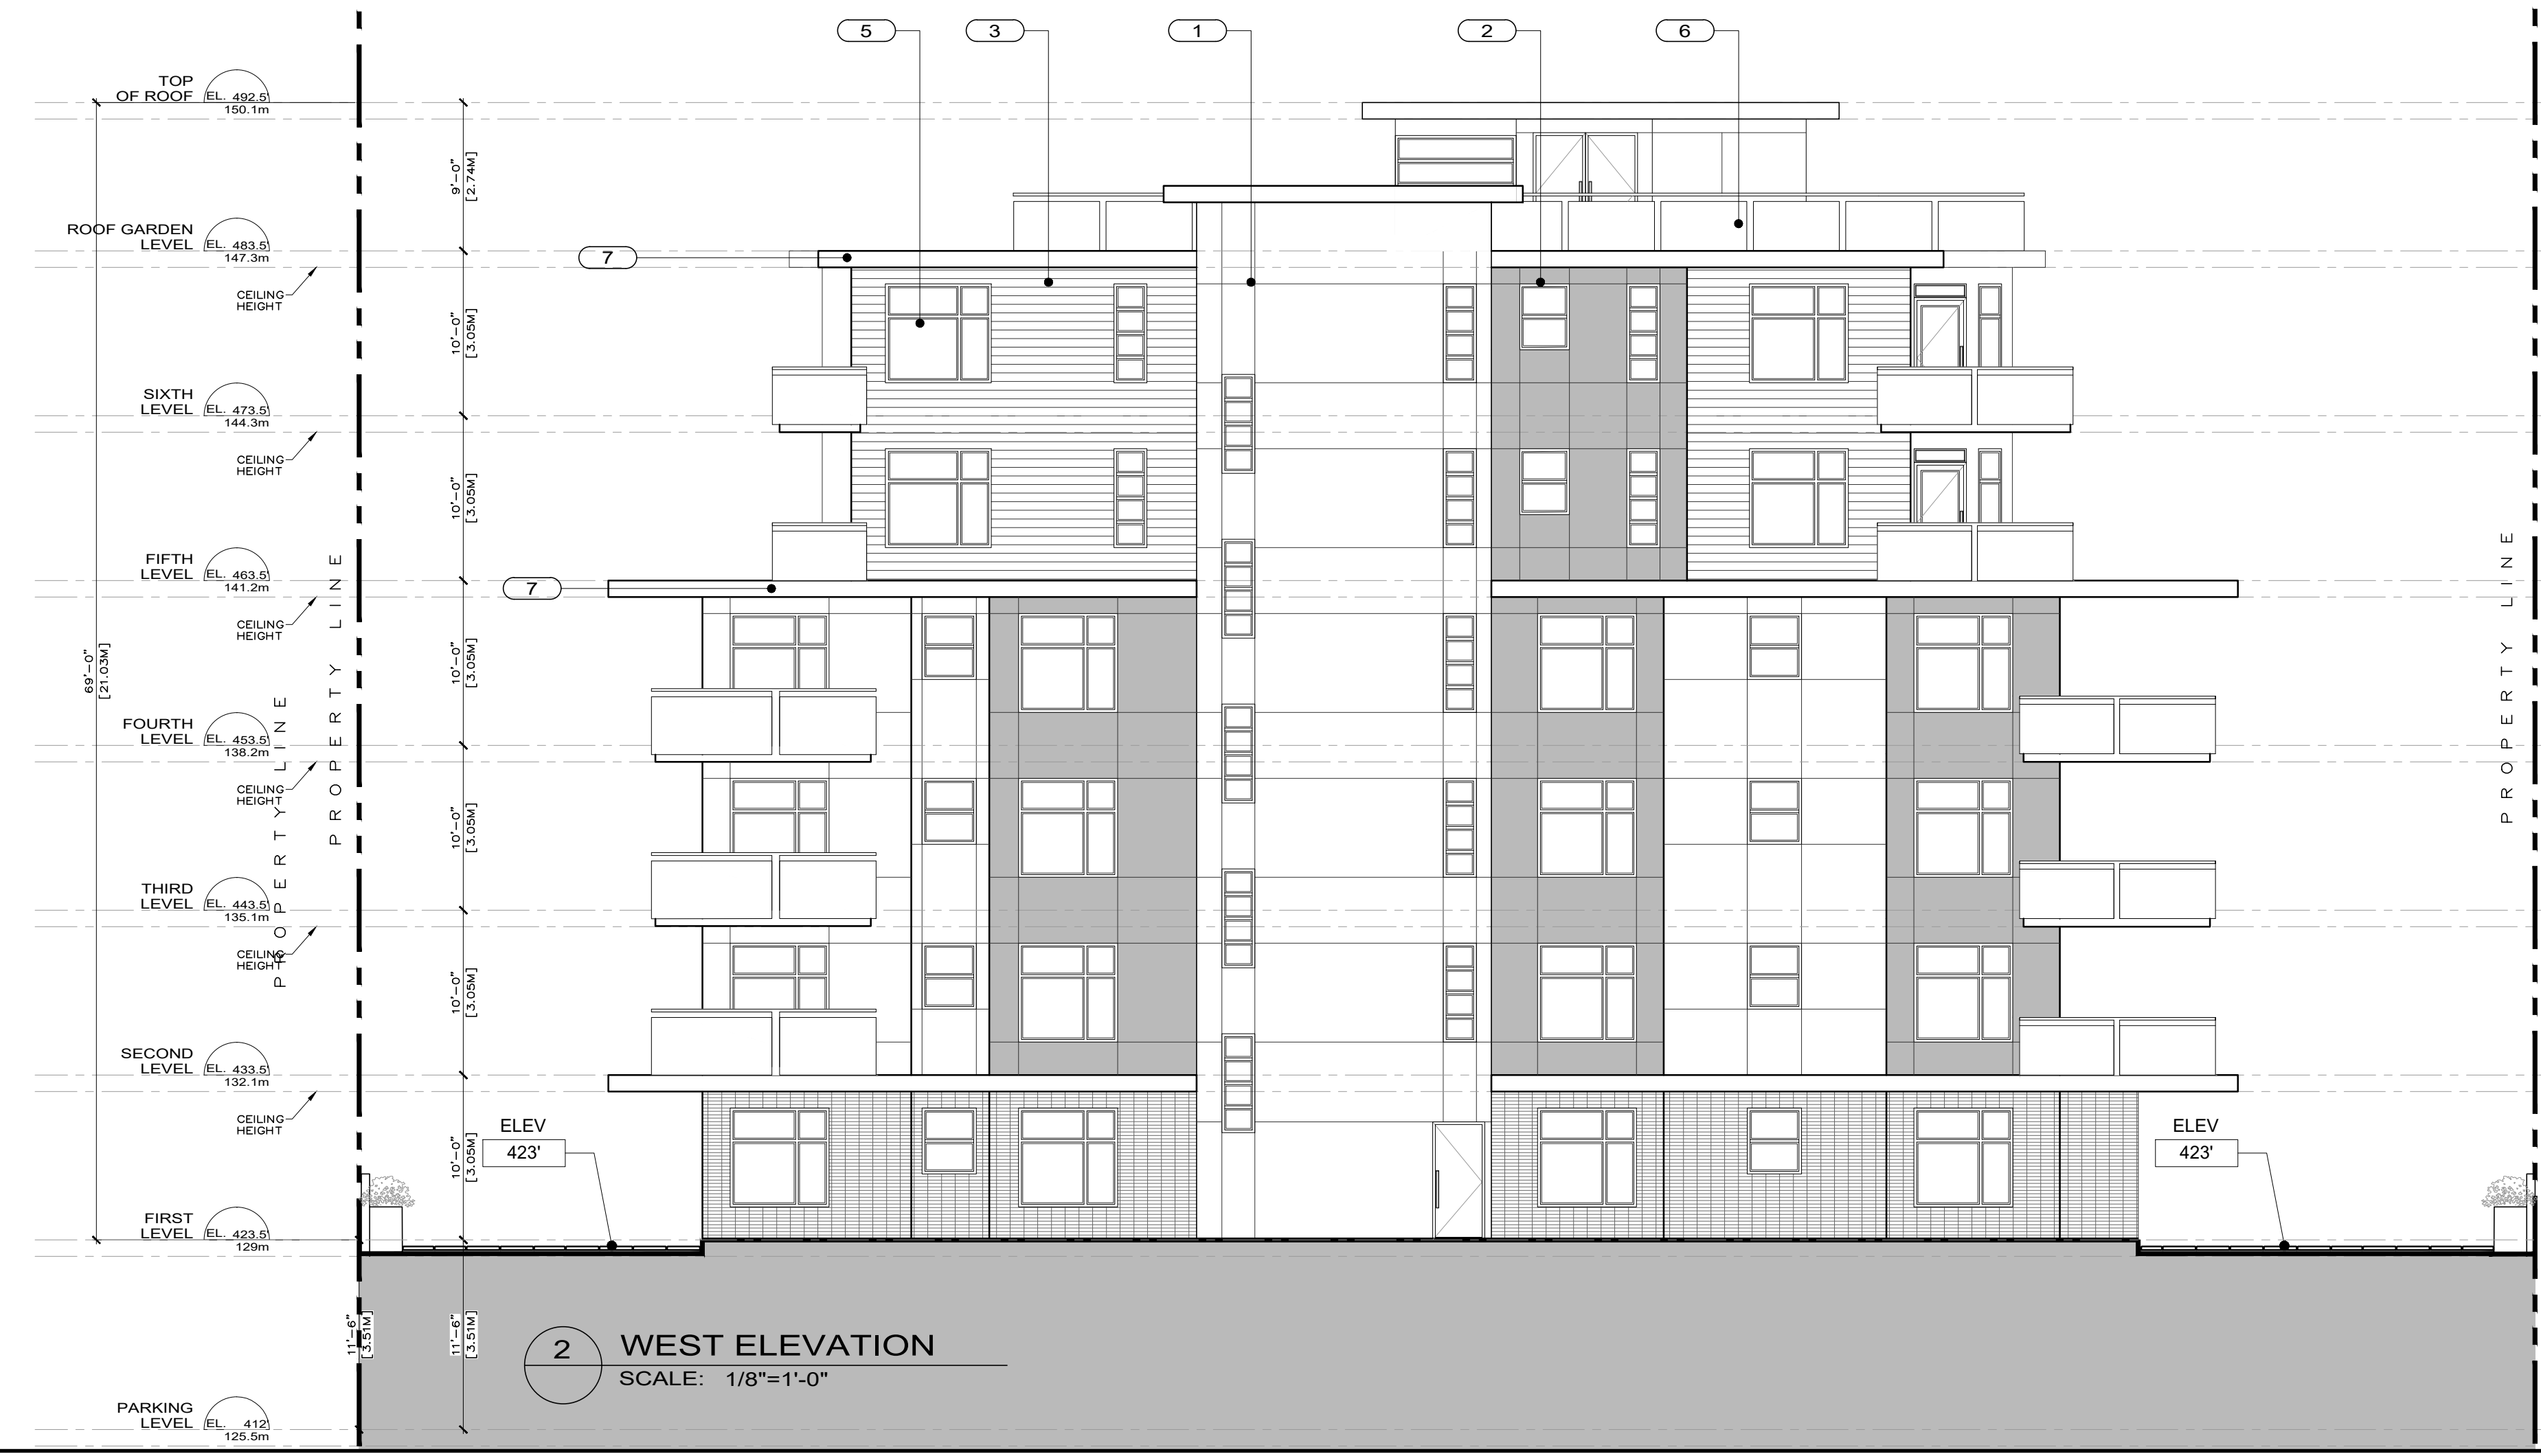 5
3
1
2
6
TOP
OF ROOF
EL. 492.5'
150.1m
9'-0"
[2.74M]
ROOF GARDEN
LEVEL
EL. 483.5'
147.3m
7
CEILING
HEIGHT
10'-0"
[3.05M]
SIXTH
LEVEL
EL. 473.5'
144.3m
CEILING
HEIGHT
10'-0"
[3.05M]
FIFTH
LEVEL
EL. 463.5'
141.2m
7
CEILING
HEIGHT
PROPERTY LINE
PROPERTY LINE
PROPERTY LINE
69'-0"
[21.03M]
10'-0"
[3.05M]
FOURTH
LEVEL
EL. 453.5'
138.2m
CEILING
HEIGHT
10'-0"
[3.05M]
THIRD
LEVEL
EL. 443.5'
135.1m
CEILING
HEIGHT
10'-0"
[3.05M]
SECOND
LEVEL
EL. 433.5'
132.1m
CEILING
HEIGHT
10'-0"
[3.05M]
ELEV
423'
ELEV
423'
FIRST
LEVEL
EL. 423.5'
129m
11'-6"
[3.51M]
11'-6"
[3.51M]
2
WEST ELEVATION
SCALE: 1/8"=1'-0"
PARKING
LEVEL
EL. 412'
125.5m